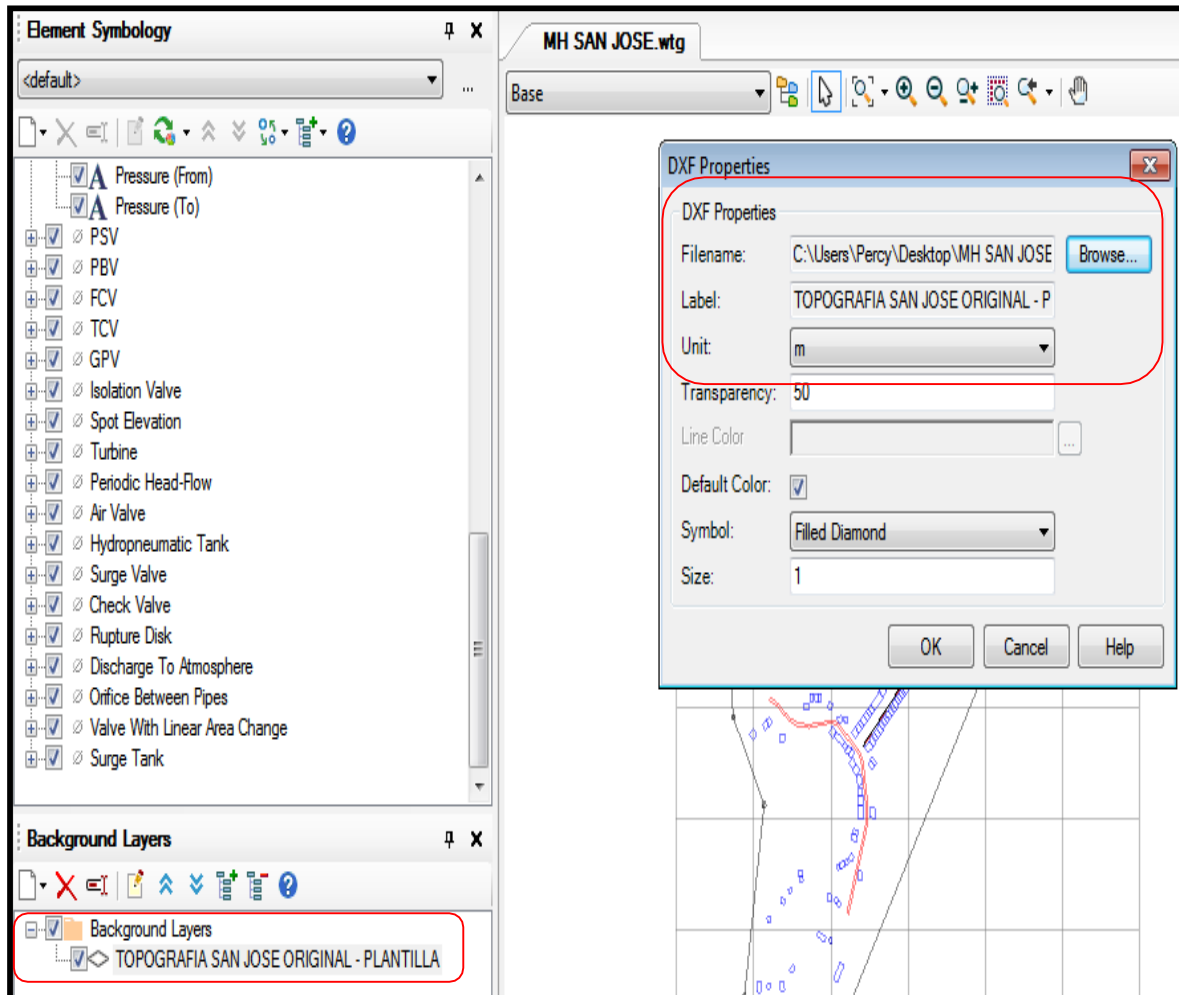 Element Symbology
<default>
...
Pressure (From)
Pressure (To)
PSV
PBV
FCV
TCV
GPV
Isolation Valve
Spot Elevation
Turbine
Periodic Head-Flow
Air Valve
Hydropneumatic Tank
Surge Valve
Check Valve
Rupture Disk
Discharge To Atmosphere
Orifice Between Pipes
Valve With Linear Area Change
Surge Tank
Background Layers
Background Layers
TOPOGRAFIA SAN JOSE ORIGINAL - PLANTILLA
MH SAN JOSE.wtg
Base
DXF Properties
DXF Properties
Filename: C:\Users\Percy\Desktop\MH SAN JOSE Browse...
Label: TOPOGRAFIA SAN JOSE ORIGINAL - P
Unit: m
Transparency: 50
Line Color ...
Default Color:
Symbol: Filled Diamond
Size: 1
OK Cancel Help